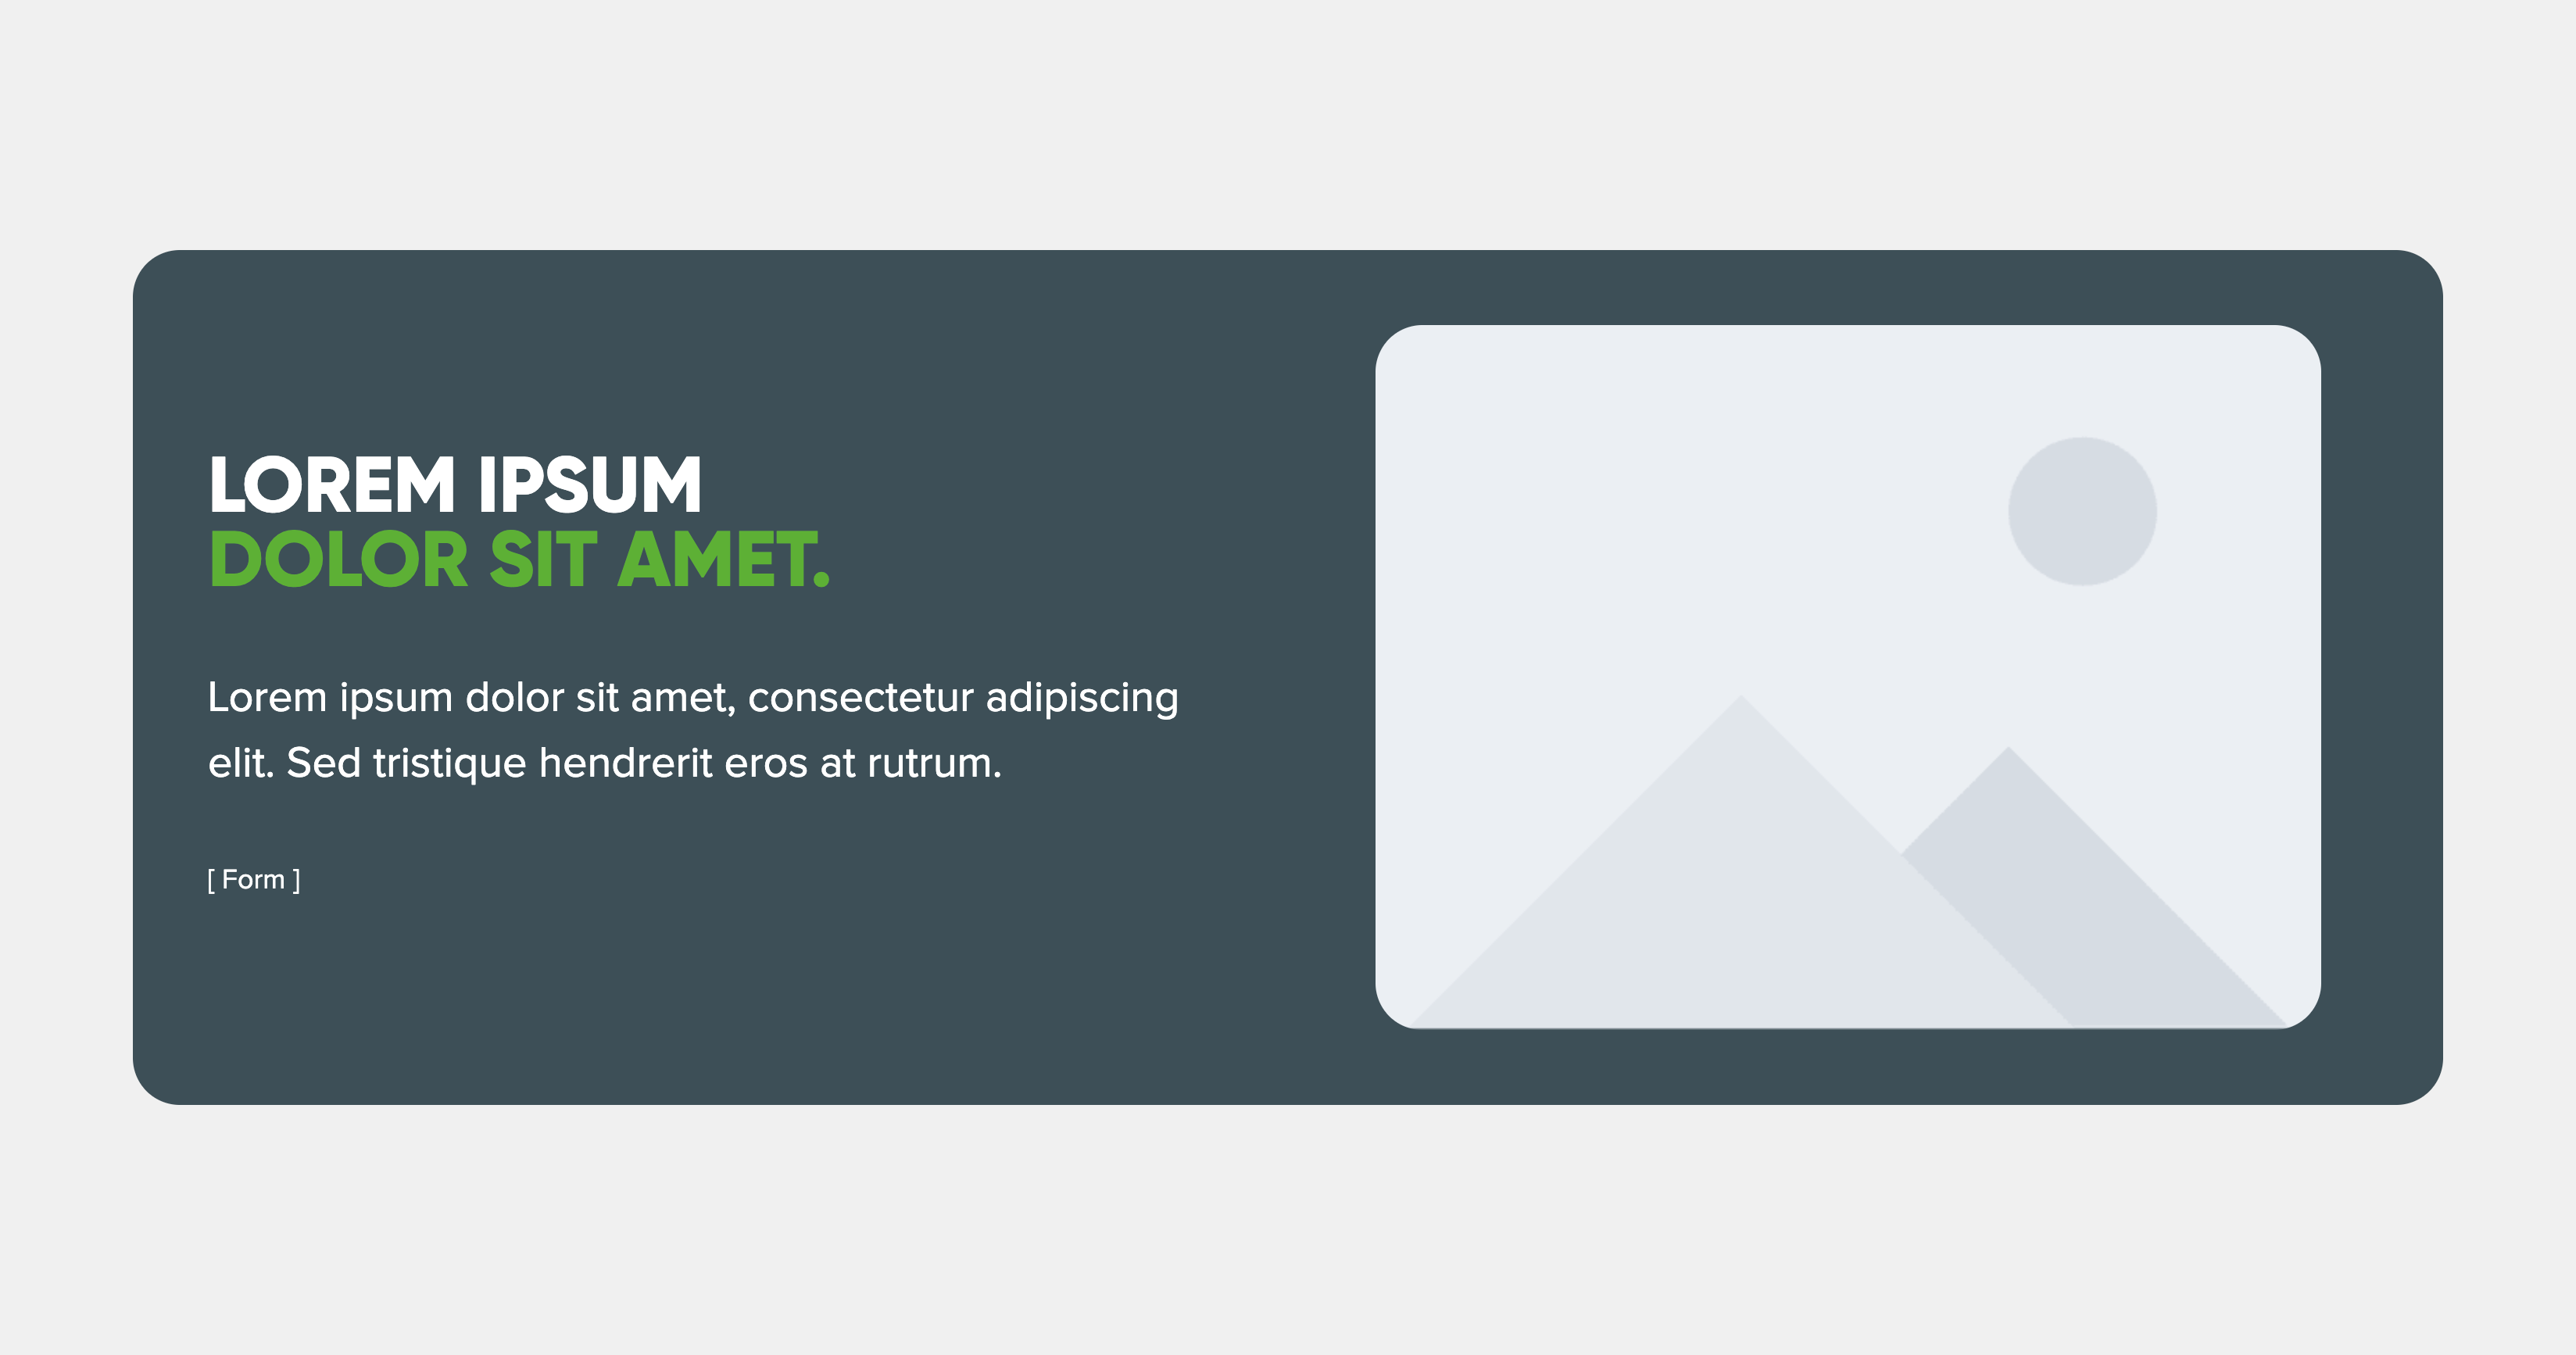 LOREM IPSUM
DOLOR SIT AMET.
Lorem ipsum dolor sit amet, consectetur adipiscing
elit. Sed tristique hendrerit eros at rutrum.
[ Form ]